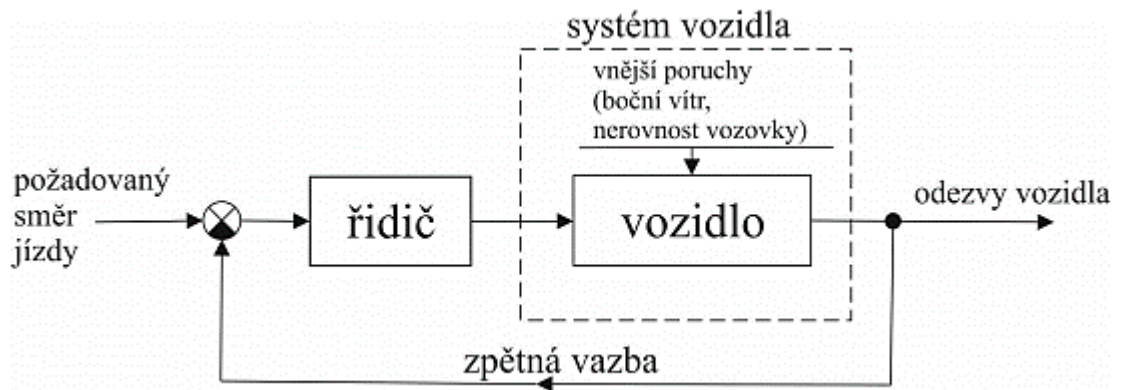 systém vozidla
vnější poruchy
(boční vítr,
nerovnost vozovky)
požadovaný
směr
jízdy
řidič
vozidlo
odezvy vozidla
zpětná vazba